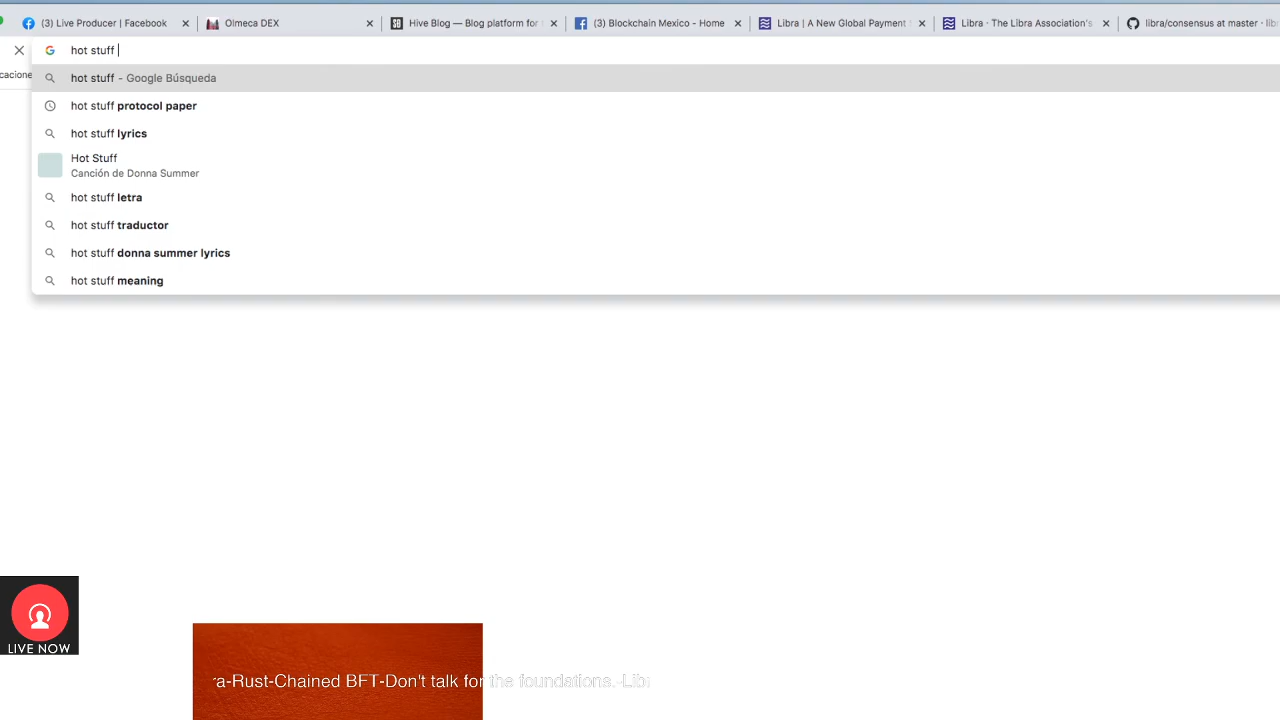 (3) Live Producer | Facebook
Olmeca DEX
Hive Blog — Blog platform for
(3) Blockchain Mexico - Home
Libra | A New Global Payment
Libra · The Libra Association's
libra/consensus at master · lib
hot stuff
cacione
hot stuff - Google Búsqueda
hot stuff protocol paper
hot stuff lyrics
Hot Stuff
Canción de Donna Summer
hot stuff letra
hot stuff traductor
hot stuff donna summer lyrics
hot stuff meaning
LIVE NOW
ra-Rust-Chained BFT-Don't talk for the foundations.-Lib